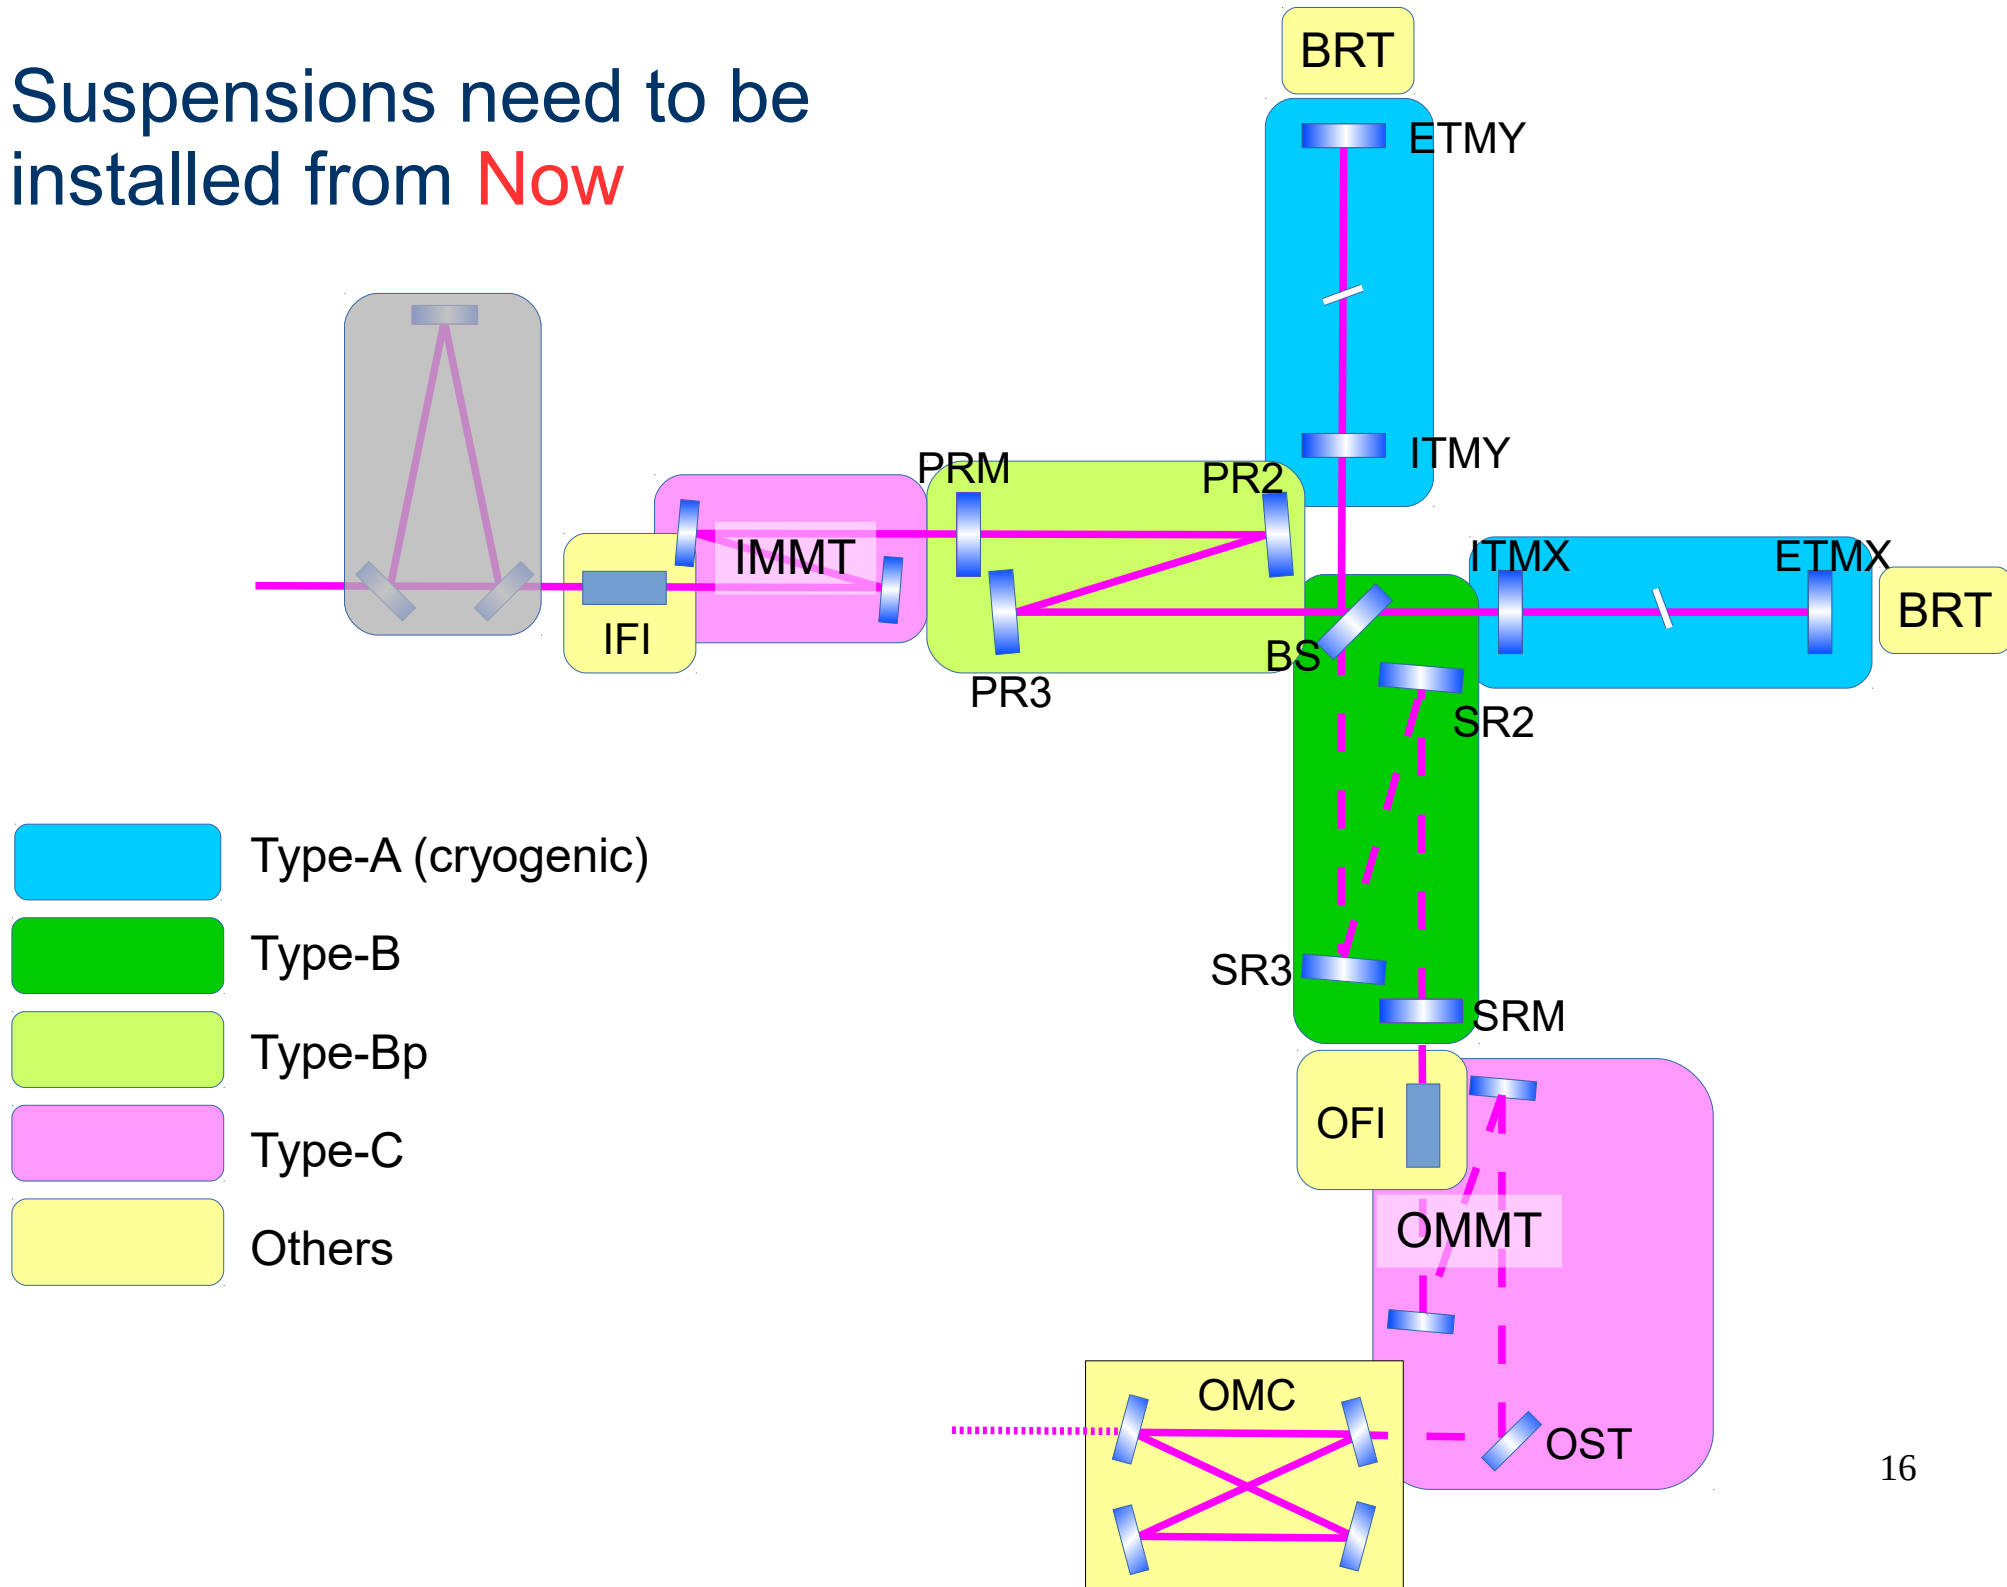 Suspensions need to be
installed from Now
BRT
ETMY
ITMY
PRM
PR2
IMMT
ITMX
ETMX
BRT
IFI
BS
PR3
SR2
Type-A (cryogenic)
Type-B
SR3
SRM
Type-Bp
OFI
Type-C
OMMT
Others
OMC
OST
16